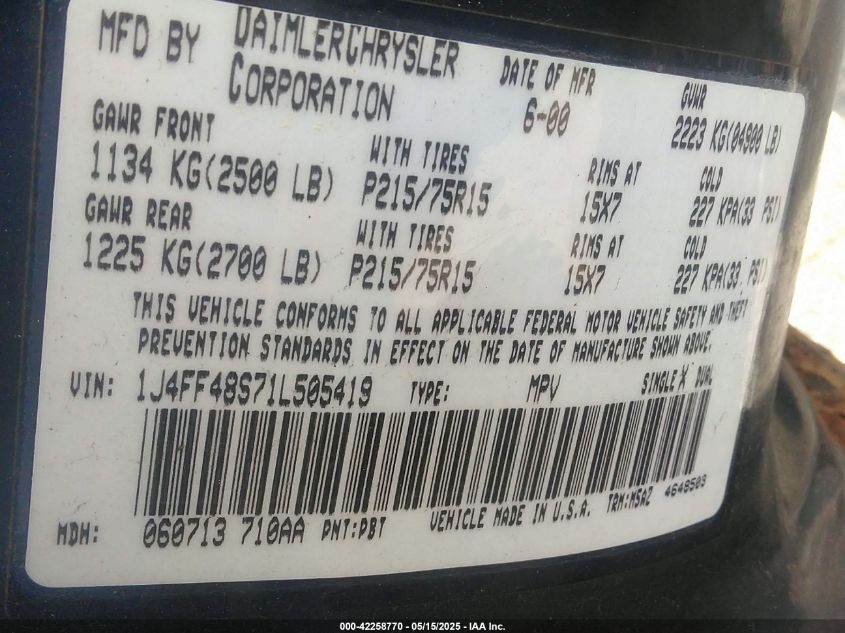 MFD BY DAIMLERCHRYSLER CORPORATION DATE OF MFR 6-00 GVWR 2223 KG(04900 LB)
GAWR FRONT WITH TIRES RIMS AT COLD
1134 KG(2500 LB) P215/75R15 15X7 227 KPA(33 PSI)
GAWR REAR WITH TIRES RIMS AT COLD
1225 KG(2700 LB) P215/75R15 15X7 227 KPA(33 PSI)
THIS VEHICLE CONFORMS TO ALL APPLICABLE FEDERAL MOTOR VEHICLE SAFETY AND THEFT
PREVENTION STANDARDS IN EFFECT ON THE DATE OF MANUFACTURE SHOWN ABOVE.
VIN: 1J4FF48S71L505419 TYPE: MPV SINGLE X DUAL
MDH: 060713 710AA PNT:PBT VEHICLE MADE IN U.S.A. TRM:MSAZ 4648503
000-42258770 - 05/15/2025 - IAA Inc.